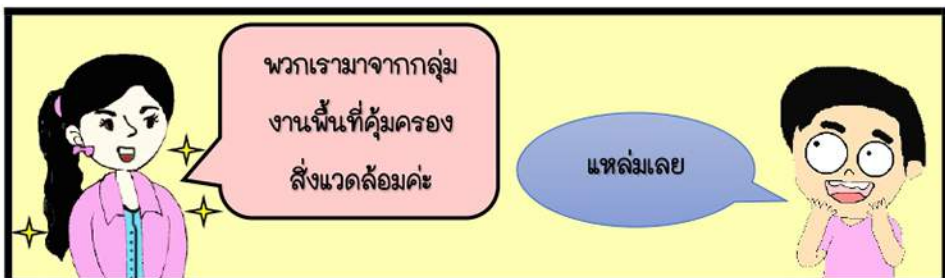 พวกเรามาจากกลุ่ม
งานพื้นที่คุ้มครอง
สิ่งแวดล้อมค่ะ
แหล่มเลย